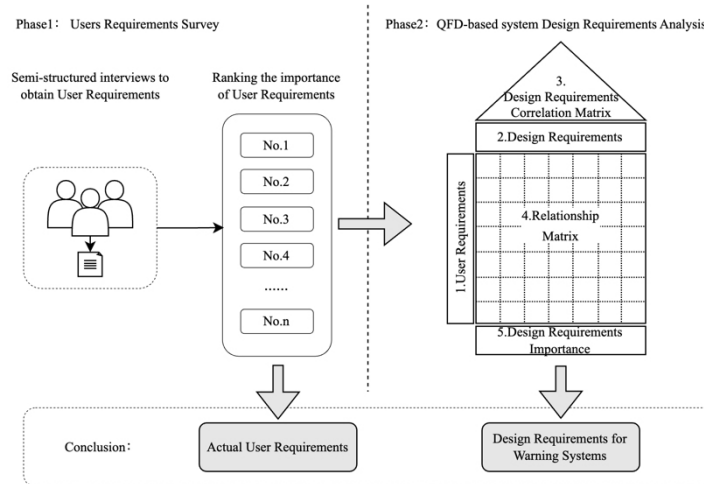 Phase1： Users Requirements Survey
Semi-structured interviews to
obtain User Requirements
Ranking the importance
of User Requirements
No.1
No.2
No.3
No.4
......
No.n
Phase2： QFD-based system Design Requirements Analysis
3.
Design Requirements
Correlation Matrix
2.Design Requirements
1.User Requirements
4.Relationship
Matrix
5.Design Requirements
Importance
Conclusion：
Actual User Requirements
Design Requirements for
Warning Systems